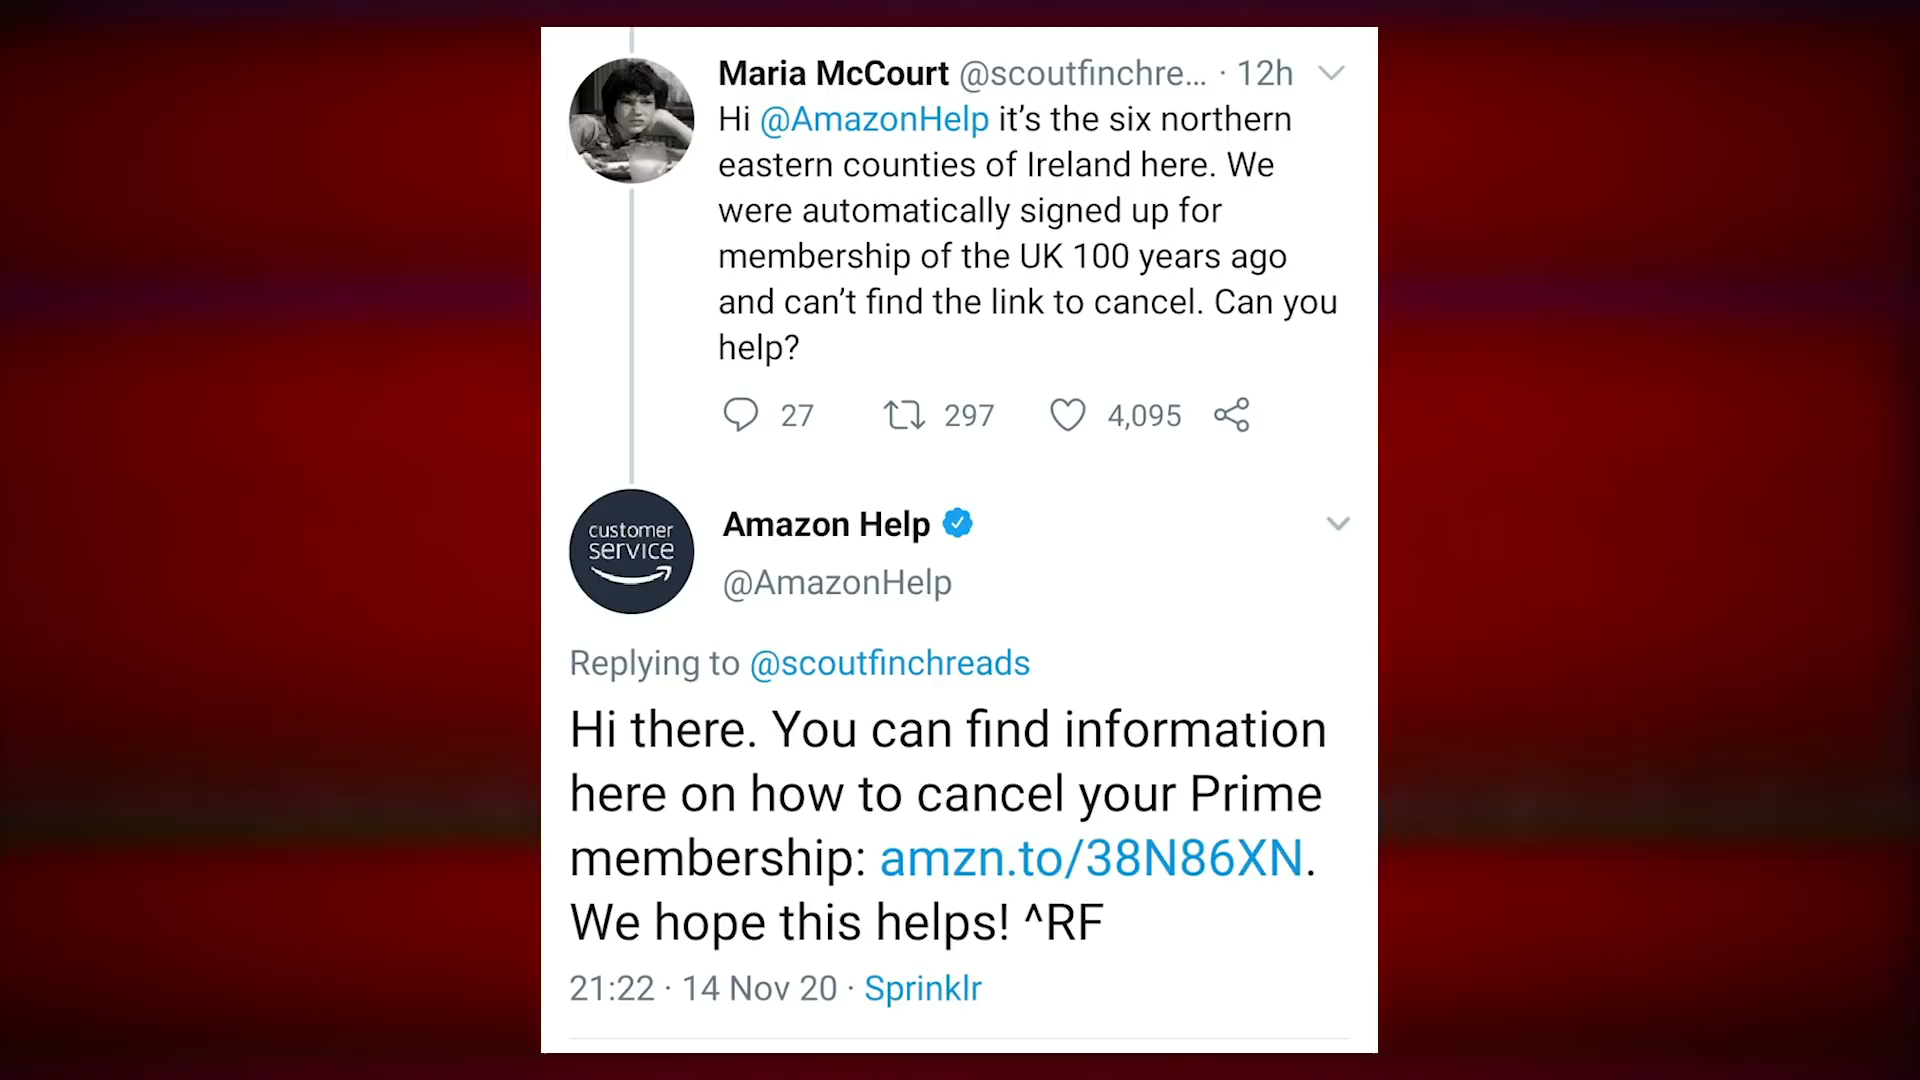 Maria McCourt @scoutfinchre... · 12h
Hi @AmazonHelp it’s the six northern
eastern counties of Ireland here. We
were automatically signed up for
membership of the UK 100 years ago
and can’t find the link to cancel. Can you
help?
27 297 4,095
customer
service
Amazon Help
@AmazonHelp
Replying to @scoutfinchreads
Hi there. You can find information
here on how to cancel your Prime
membership: amzn.to/38N86XN.
We hope this helps! ^RF
21:22 · 14 Nov 20 · Sprinklr